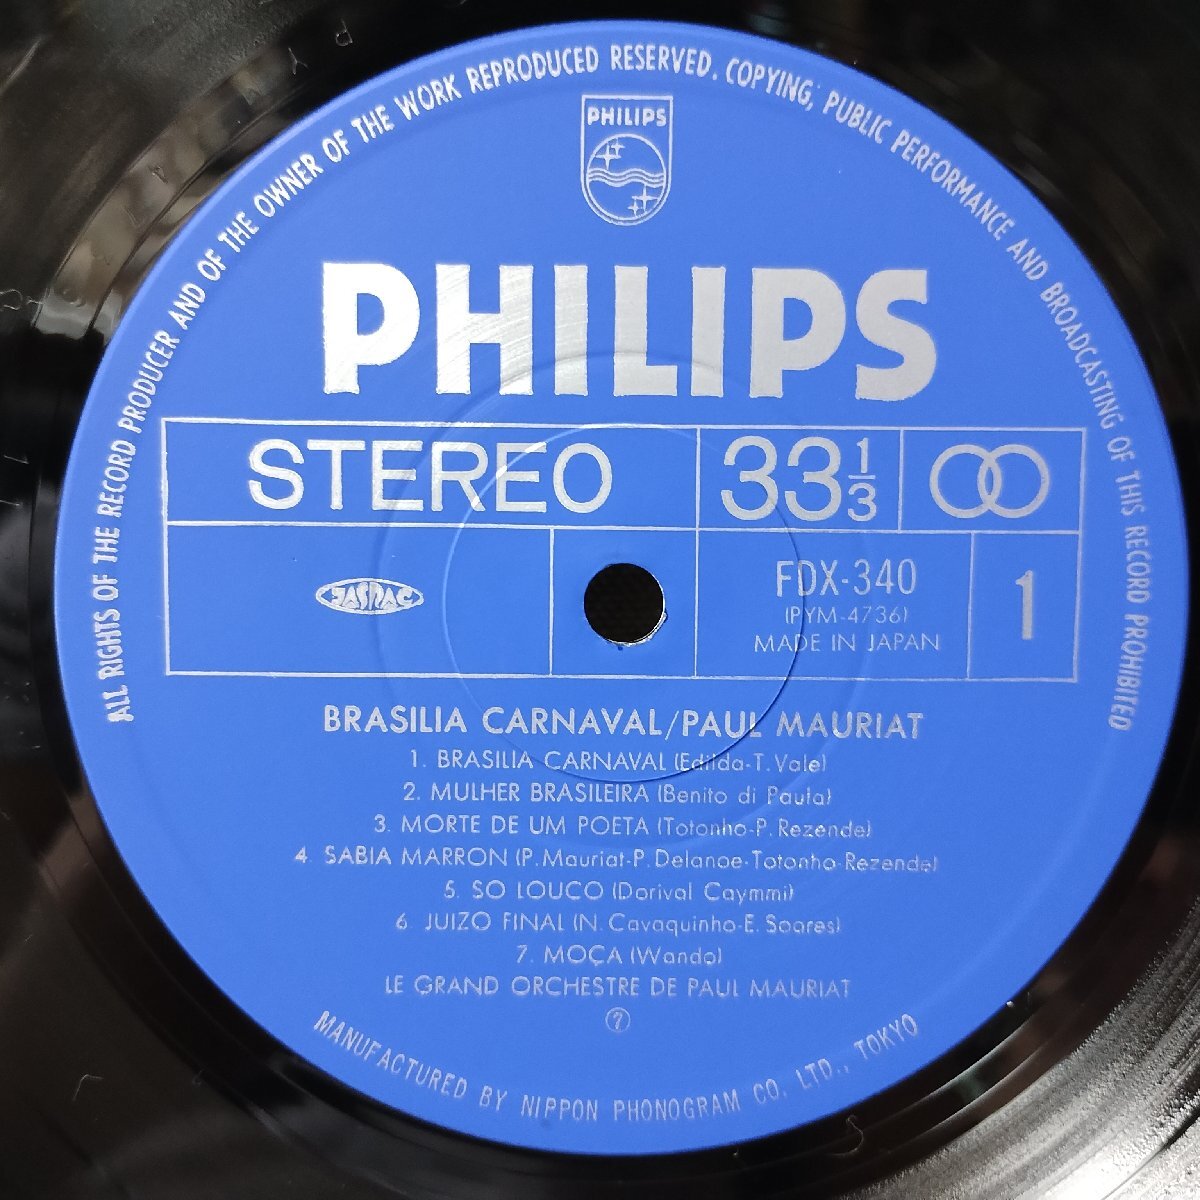 ALL RIGHTS OF THE RECORD PRODUCER AND OF THE OWNER OF THE WORK REPRODUCED RESERVED. COPYING, PUBLIC PERFORMANCE AND BROADCASTING OF THIS RECORD PROHIBITED
PHILIPS
PHILIPS
STEREO 33 1/3
JASRAC
FDX-340
(PYM-4736)
MADE IN JAPAN
1
BRASILIA CARNAVAL/PAUL MAURIAT
1. BRASILIA CARNAVAL (Edilda-T. Vale)
2. MULHER BRASILEIRA (Benito di Paula)
3. MORTE DE UM POETA (Totonho-P. Rezende)
4. SABIA MARRON (P. Mauriat-P. Delanoe-Totonho-Rezende)
5. SO LOUCO (Dorival Caymmi)
6. JUIZO FINAL (N. Cavaquinho-E. Soares)
7. MOÇA (Wando)
LE GRAND ORCHESTRE DE PAUL MAURIAT
⑦
MANUFACTURED BY NIPPON PHONOGRAM CO. LTD., TOKYO